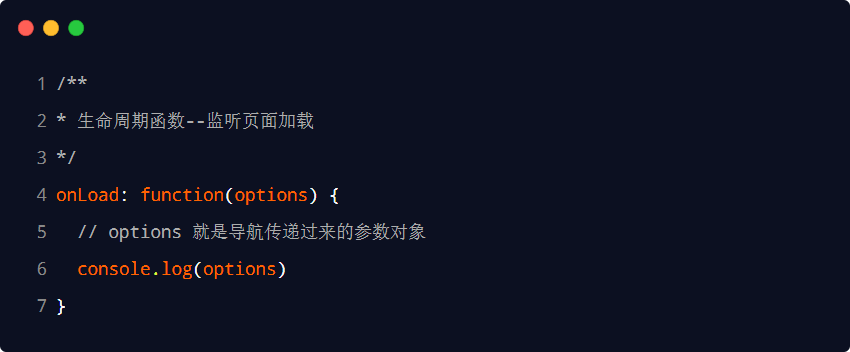 1 /**
2 * 生命周期函数--监听页面加载
3 */
4 onLoad: function(options) {
5   // options 就是导航传递过来的参数对象
6   console.log(options)
7 }